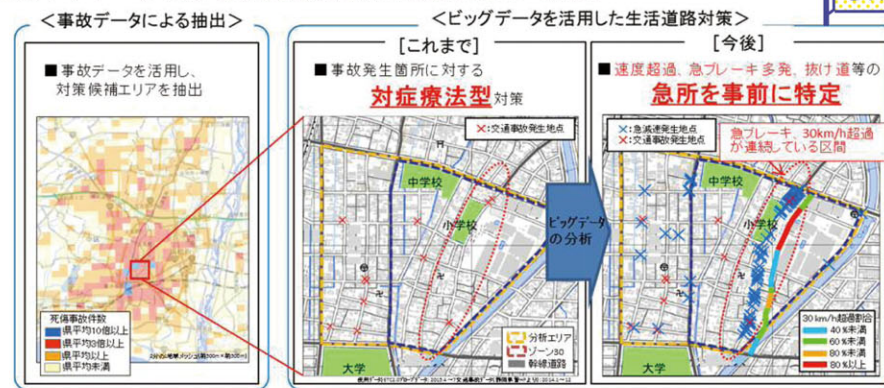 <事故データによる抽出>
■事故データを活用し、
対策候補エリアを抽出
死傷事故件数
県平均10倍以上
県平均3倍以上
県平均以上
県平均未満
<ビッグデータを活用した生活道路対策>
[これまで]
■事故発生箇所に対する
対症療法型対策
×:交通事故発生地点
中学校
小学校
大学
分析エリア
ゾーン30
幹線道路
ビッグデータ
の分析
[今後]
■速度超過、急ブレーキ多発、抜け道等の
急所を事前に特定
×:急減速発生地点
×:交通事故発生地点
急ブレーキ、30km/h超過
が連続している区間
中学校
小学校
大学
30km/h超過割合
40%未満
60%未満
80%未満
80%以上